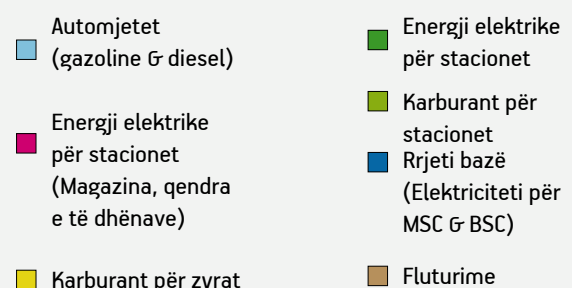 Automjetet
(gazoline & diesel)
Energji elektrike
për stacionet
(Magazina, qendra
e të dhënave)
Karburant për zyrat
Energji elektrike
për stacionet
Karburant për
stacionet
Rrjeti bazë
(Elektriciteti për
MSC & BSC)
Fluturime